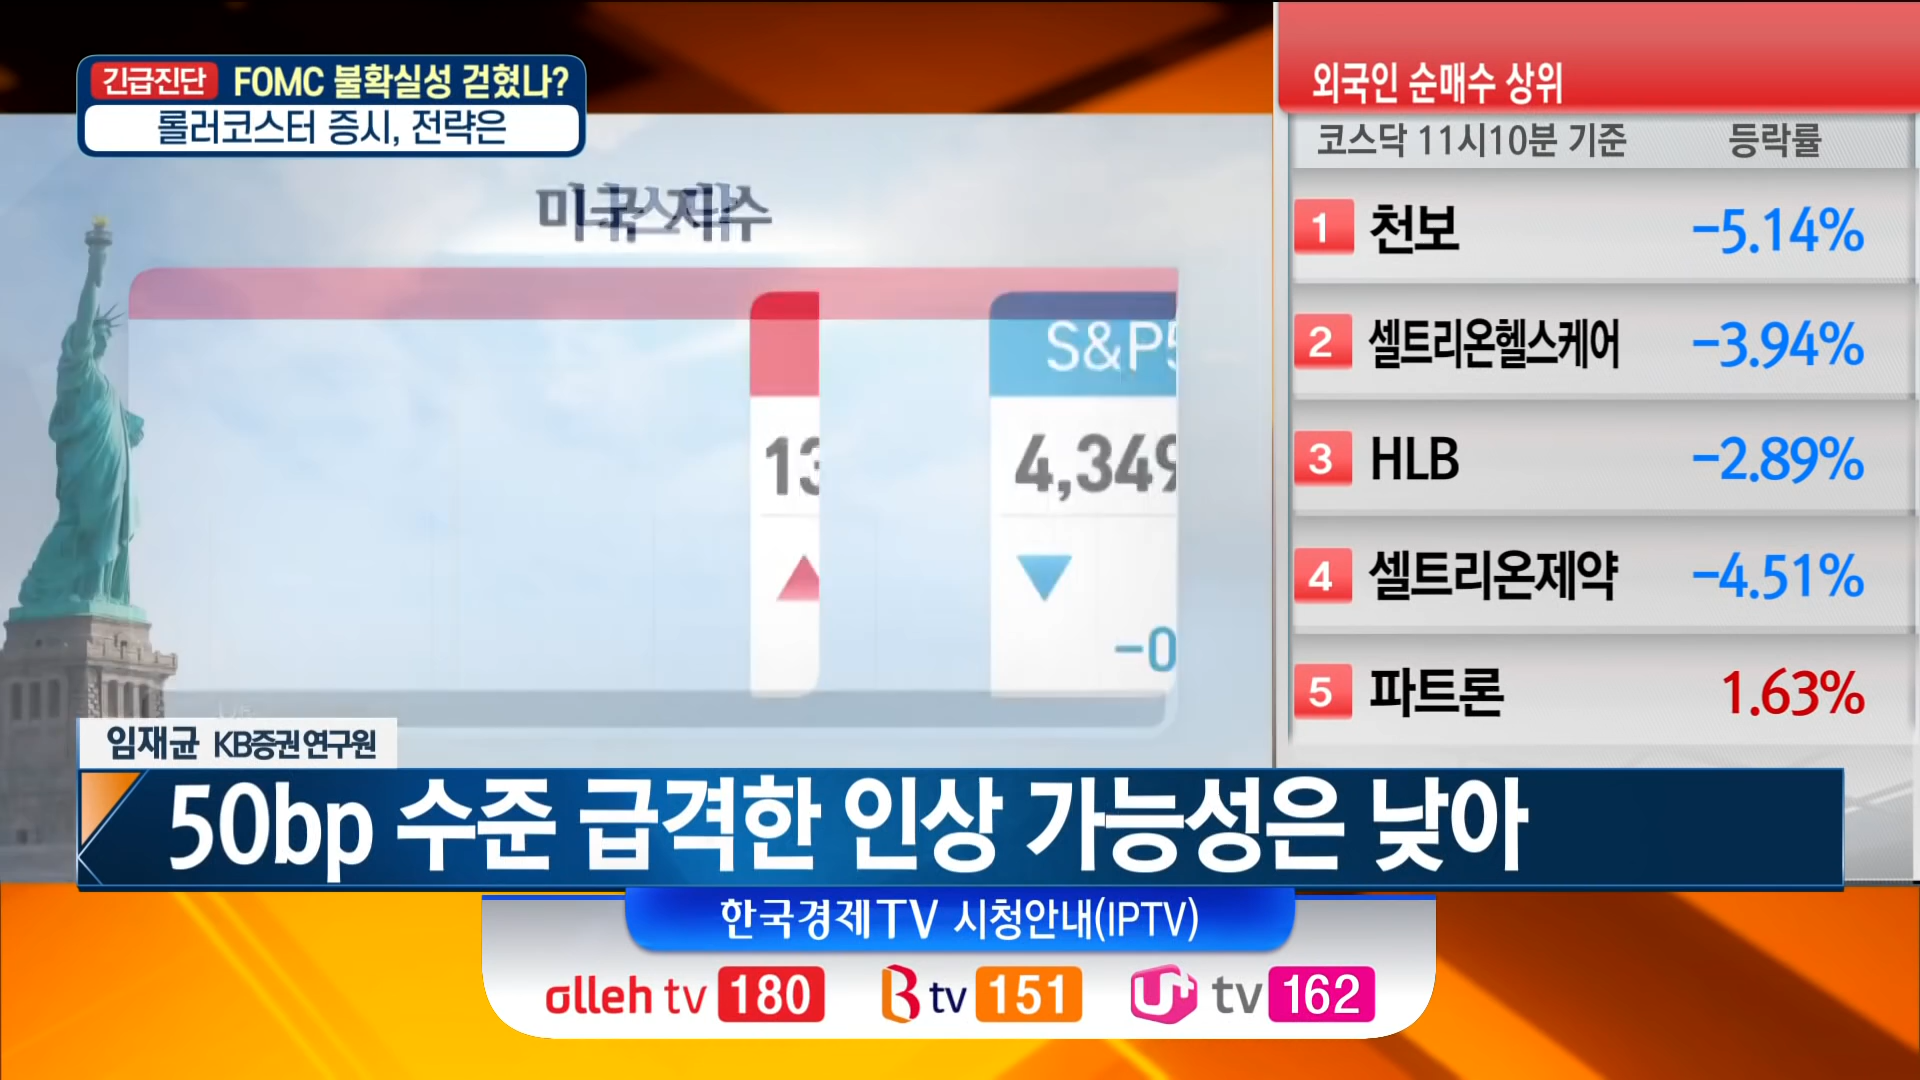 긴급진단 FOMC 불확실성 걷혔나?
롤러코스터 증시, 전략은
외국인 순매수 상위
코스닥 11시10분 기준 등락률
1 천보 -5.14%
2 셀트리온헬스케어 -3.94%
3 HLB -2.89%
4 셀트리온제약 -4.51%
5 파트론 1.63%
S&P5
13
4,349
▲
▼
-0
임재균 KB증권 연구원
50bp 수준 급격한 인상 가능성은 낮아
한국경제TV 시청안내(IPTV)
olleh tv 180 B tv 151 U+ tv 162